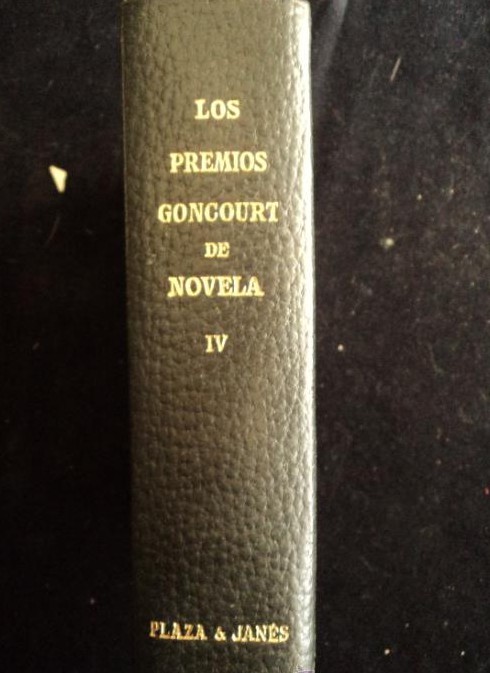 LOS
PREMIOS
GONCOURT
DE
NOVELA
IV
PLAZA & JANÉS